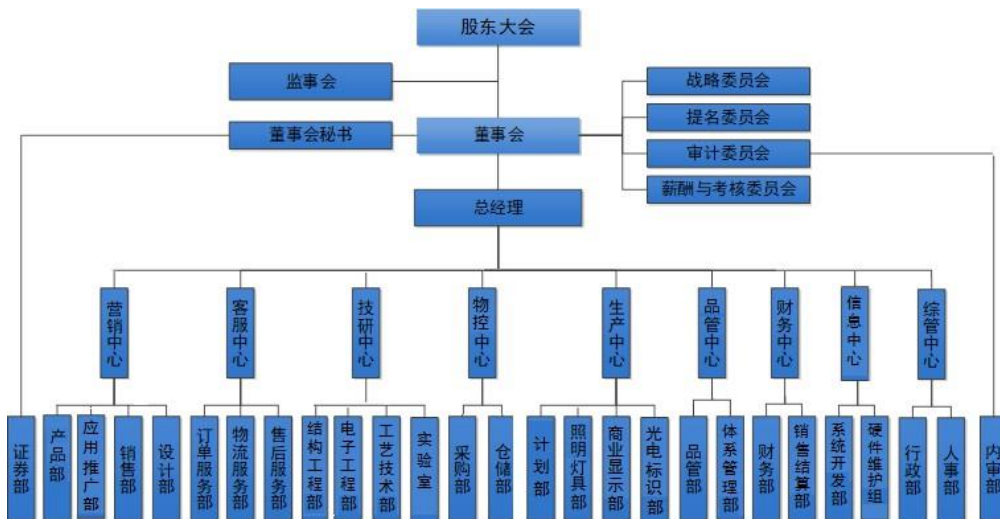 股东大会
监事会
战略委员会
提名委员会
董事会秘书
董事会
审计委员会
薪酬与考核委员会
总经理
营销中心
客服中心
技研中心
物控中心
生产中心
品管中心
财务中心
信息中心
综管中心
证券部
产品部
应用推广部
销售部
设计部
订单服务部
物流服务部
售后服务部
结构工程部
电子工程部
工艺技术部
实验室
采购部
仓储部
计划部
照明灯具部
商业显示部
光电标识部
品管部
体系管理部
财务部
销售结算部
系统开发部
硬件维护组
行政部
人事部
内审部